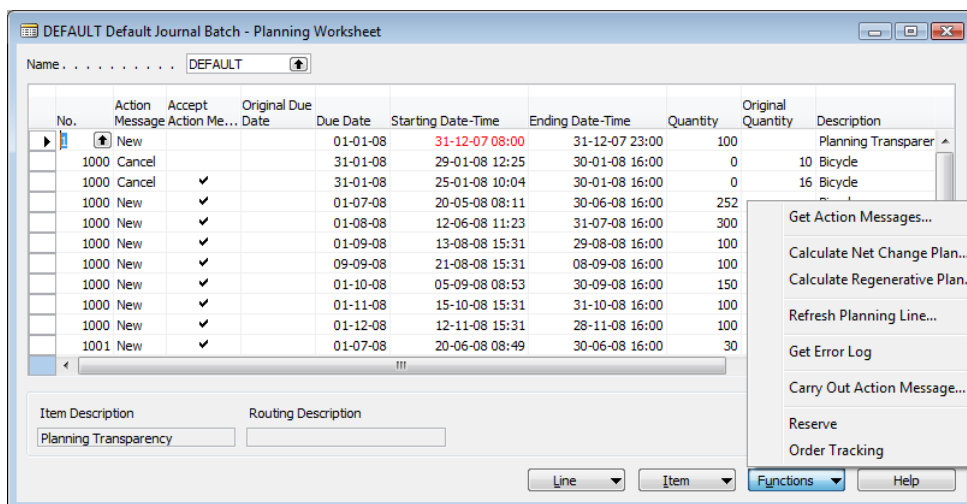 DEFAULT Default Journal Batch - Planning Worksheet
Name . . . . . . . . . . DEFAULT
No. Action Message Accept Action Me... Original Due Date Due Date Starting Date-Time Ending Date-Time Quantity Original Quantity Description
1 New 01-01-08 31-12-07 08:00 31-12-07 23:00 100 Planning Transparer
1000 Cancel 31-01-08 29-01-08 12:25 30-01-08 16:00 0 10 Bicycle
1000 Cancel ✔ 31-01-08 25-01-08 10:04 30-01-08 16:00 0 16 Bicycle
1000 New ✔ 01-07-08 20-05-08 08:11 30-06-08 16:00 252
1000 New ✔ 01-08-08 12-06-08 11:23 31-07-08 16:00 300
1000 New ✔ 01-09-08 13-08-08 15:31 29-08-08 16:00 100
1000 New ✔ 09-09-08 21-08-08 15:31 08-09-08 16:00 100
1000 New ✔ 01-10-08 05-09-08 08:53 30-09-08 16:00 150
1000 New ✔ 01-11-08 15-10-08 15:31 31-10-08 16:00 100
1000 New ✔ 01-12-08 12-11-08 15:31 28-11-08 16:00 100
1001 New ✔ 01-07-08 20-06-08 08:49 30-06-08 16:00 30
Get Action Messages...
Calculate Net Change Plan...
Calculate Regenerative Plan.
Refresh Planning Line...
Get Error Log
Carry Out Action Message...
Reserve
Order Tracking
Item Description Routing Description
Planning Transparency
Line Item Functions Help